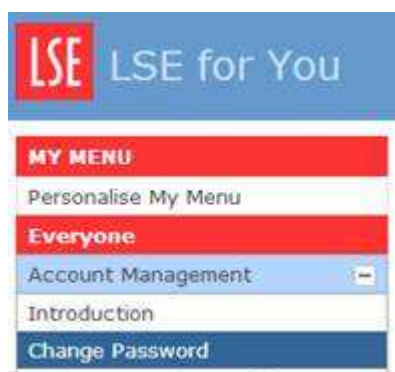 LSE LSE for You
MY MENU
Personalise My Menu
Everyone
Account Management
Introduction
Change Password